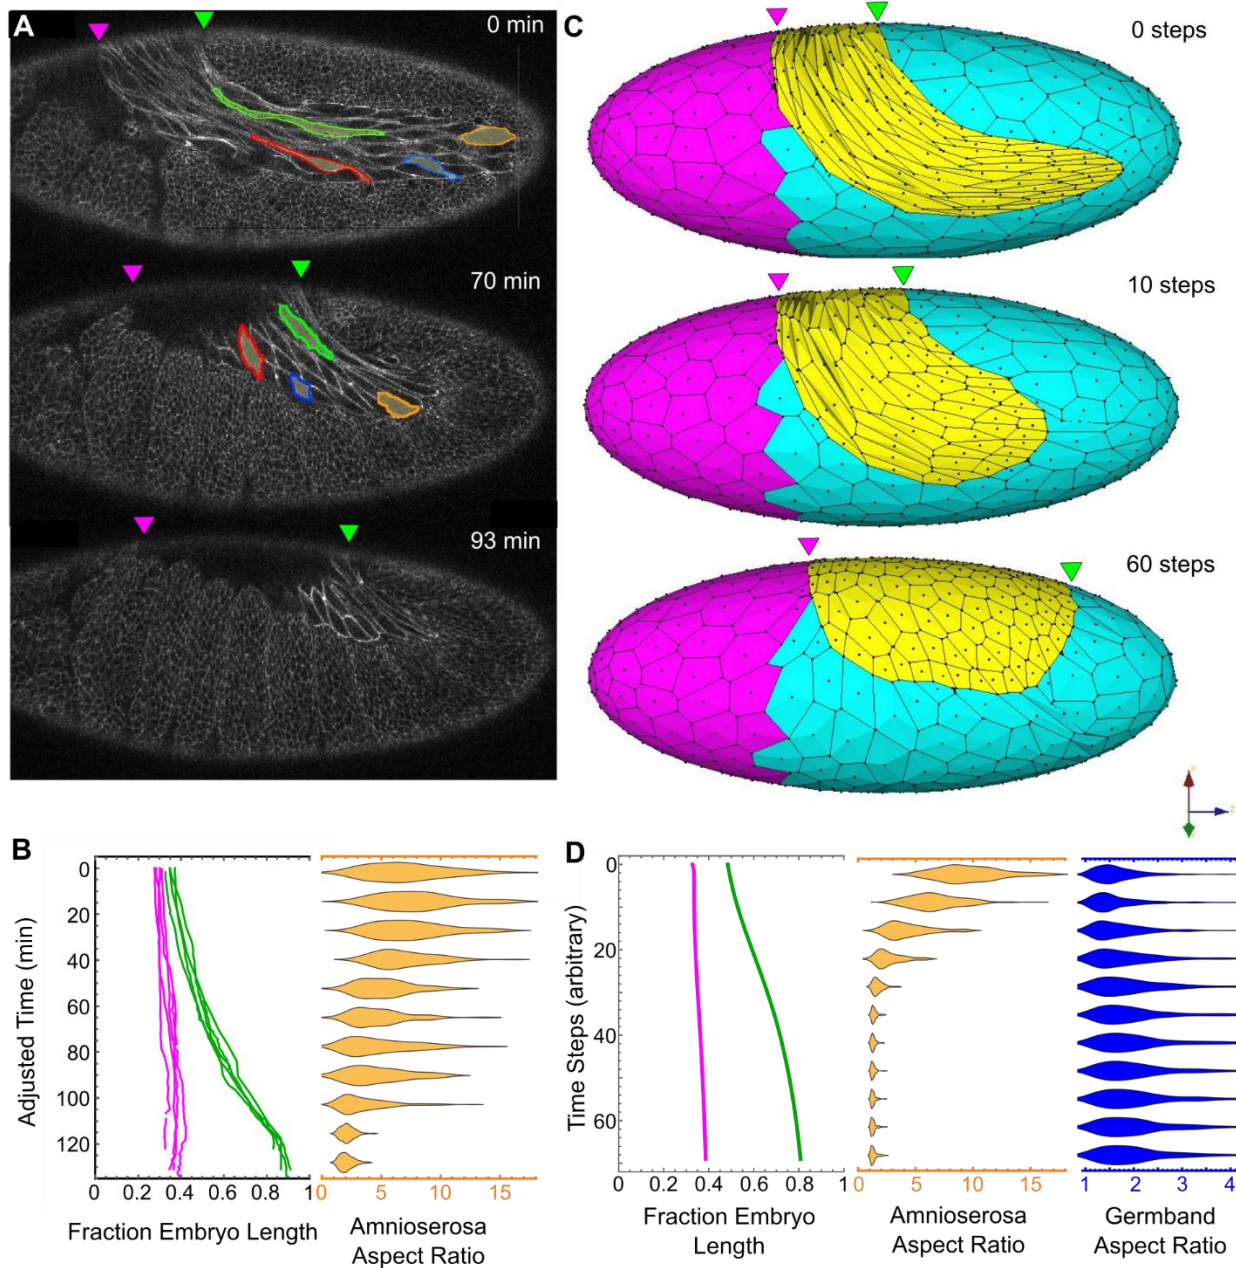 A
0 min
70 min
93 min
C
0 steps
10 steps
60 steps
B
Adjusted Time (min)
0
20
40
60
80
100
120
0 0.2 0.4 0.6 0.8 1
Fraction Embryo Length
0 5 10 15
Amnioserosa
Aspect Ratio
D
Time Steps (arbitrary)
0
20
40
60
0 0.2 0.4 0.6 0.8 1
Fraction Embryo
Length
0 5 10 15
Amnioserosa
Aspect Ratio
1 2 3 4
Germband
Aspect Ratio